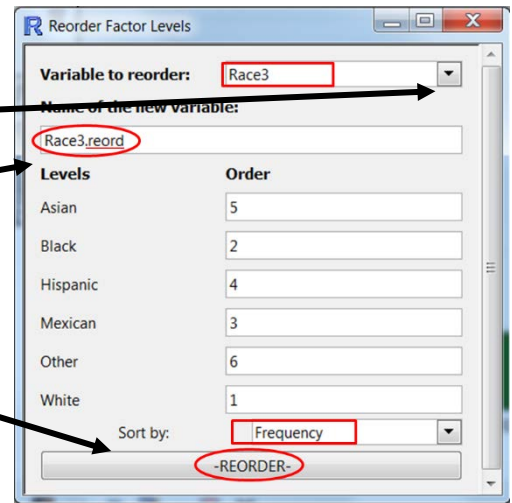 Reorder Factor Levels
Variable to reorder: Race3
Name of the new variable:
Race3.reord
Levels Order
Asian 5
Black 2
Hispanic 4
Mexican 3
Other 6
White 1
Sort by: Frequency
-REORDER-